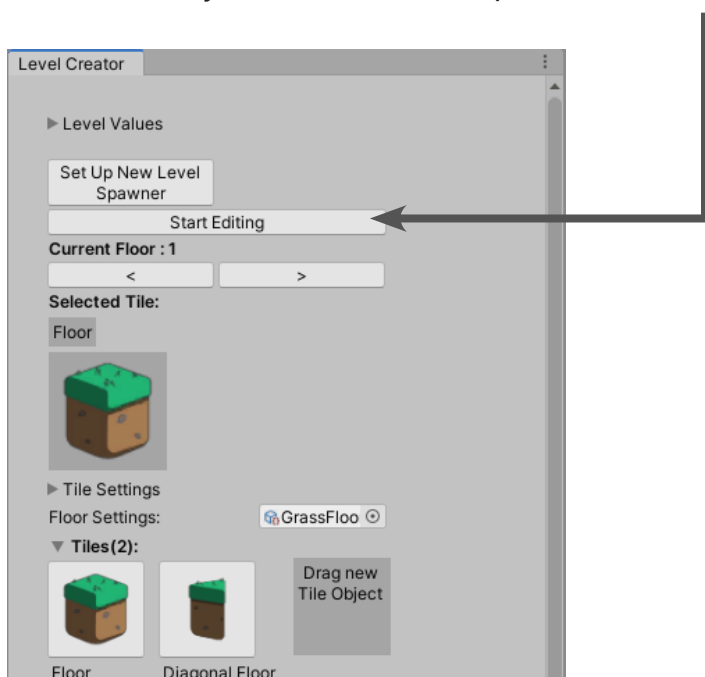 Level Creator
Level Values
Set Up New Level
Spawner
Start Editing
Current Floor : 1
< >
Selected Tile:
Floor
Tile Settings
Floor Settings: GrassFloo
Tiles(2):
Drag new
Tile Object
Floor Diagonal Floor